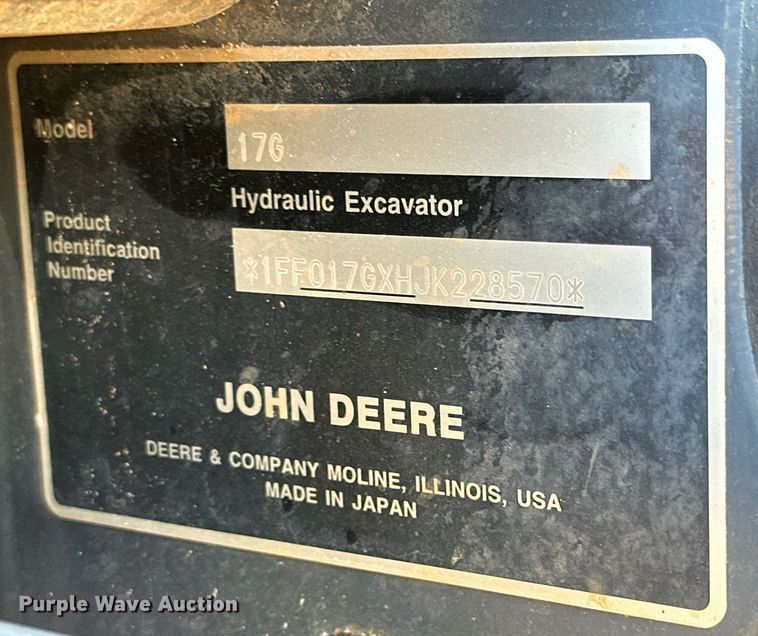 Model 17G
Hydraulic Excavator
Product
Identification
Number
*1FF017GXHJK228570*
JOHN DEERE
DEERE & COMPANY MOLINE, ILLINOIS, USA
MADE IN JAPAN
Purple Wave Auction